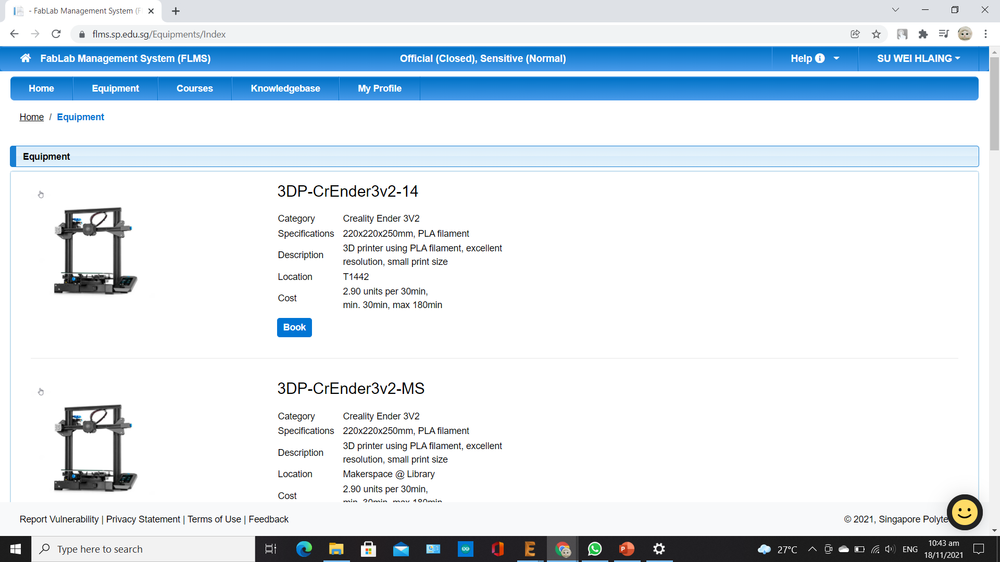 - FabLab Management System (F
flms.sp.edu.sg/Equipments/Index
FabLab Management System (FLMS)
Official (Closed), Sensitive (Normal)
Help
SU WEI HLAING
Home
Equipment
Courses
Knowledgebase
My Profile
Home / Equipment
Equipment
3DP-CrEnder3v2-14
Category Creality Ender 3V2
Specifications 220x220x250mm, PLA filament
Description 3D printer using PLA filament, excellent
resolution, small print size
Location T1442
Cost 2.90 units per 30min,
min. 30min, max 180min
Book
3DP-CrEnder3v2-MS
Category Creality Ender 3V2
Specifications 220x220x250mm, PLA filament
Description 3D printer using PLA filament, excellent
resolution, small print size
Location Makerspace @ Library
Cost 2.90 units per 30min,
min. 30min, max 180min
Report Vulnerability | Privacy Statement | Terms of Use | Feedback
© 2021, Singapore Polyte
Type here to search
27°C
ENG
10:43 am
18/11/2021